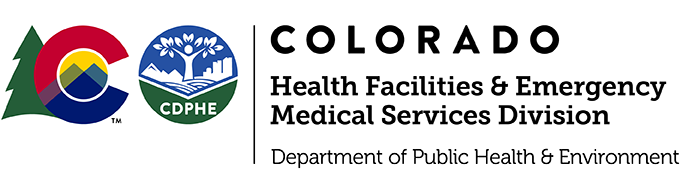 TM
CDPHE
COLORADO
Health Facilities & Emergency
Medical Services Division
Department of Public Health & Environment